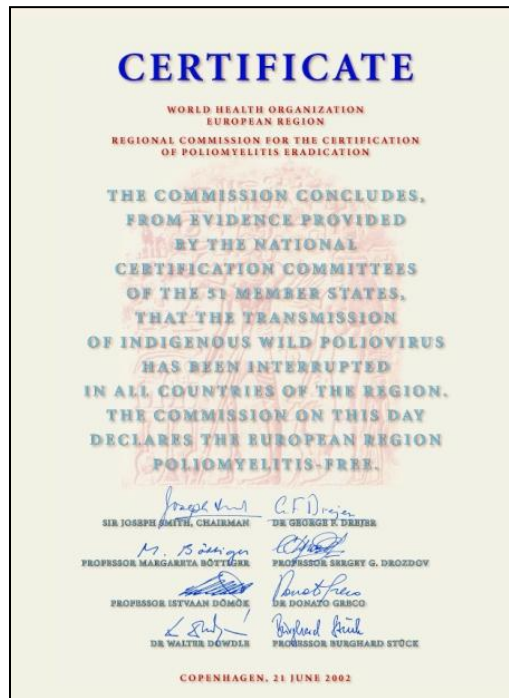 CERTIFICATE
WORLD HEALTH ORGANIZATION
EUROPEAN REGION
REGIONAL COMMISSION FOR THE CERTIFICATION
OF POLIOMYELITIS ERADICATION
THE COMMISSION CONCLUDES,
FROM EVIDENCE PROVIDED
BY THE NATIONAL
CERTIFICATION COMMITTEES
OF THE 51 MEMBER STATES,
THAT THE TRANSMISSION
OF INDIGENOUS WILD POLIOVIRUS
HAS BEEN INTERRUPTED
IN ALL COUNTRIES OF THE REGION.
THE COMMISSION ON THIS DAY
DECLARES THE EUROPEAN REGION
POLIOMYELITIS-FREE.
SIR JOSEPH SMITH, CHAIRMAN DR GEORGE F. DREJER
M. Böttiger
PROFESSOR MARGARETA BÖTTIGER PROFESSOR SERGEY G. DROZDOV
PROFESSOR ISTVAAN DÖMÖK DR DONATO GRECO
DR WALTER DOWDLE PROFESSOR BURGHARD STÜCK
COPENHAGEN, 21 JUNE 2002